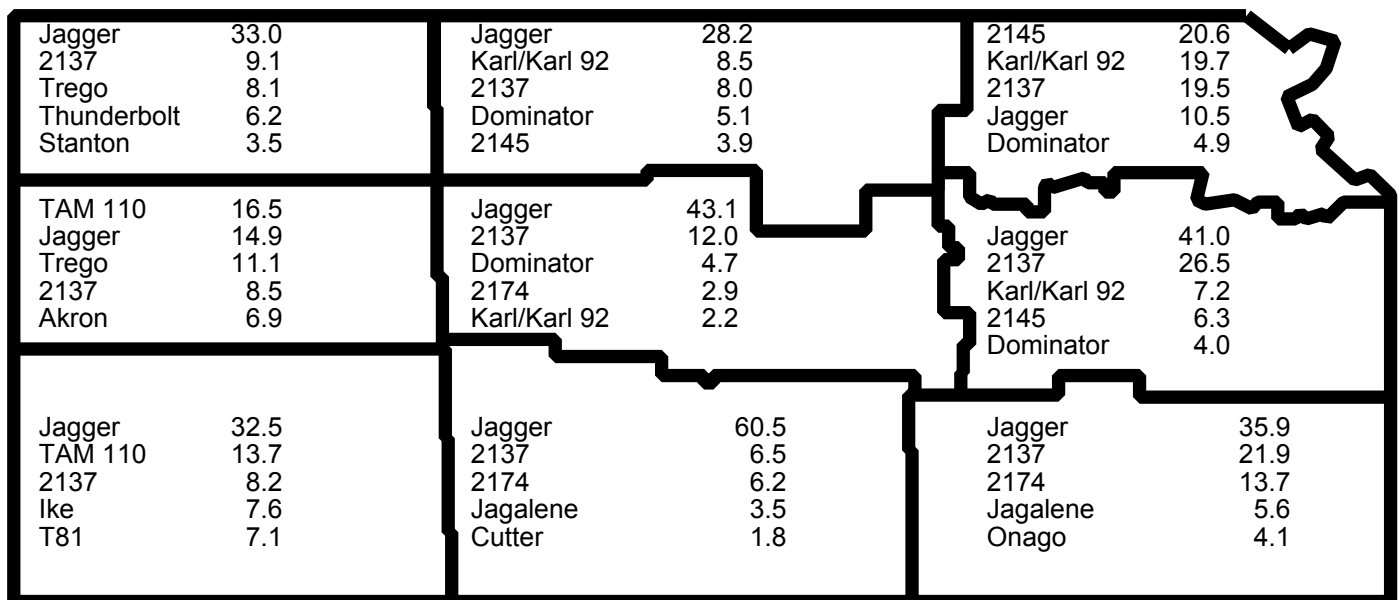 Jagger 33.0
2137 9.1
Trego 8.1
Thunderbolt 6.2
Stanton 3.5
Jagger 28.2
Karl/Karl 92 8.5
2137 8.0
Dominator 5.1
2145 3.9
2145 20.6
Karl/Karl 92 19.7
2137 19.5
Jagger 10.5
Dominator 4.9
TAM 110 16.5
Jagger 14.9
Trego 11.1
2137 8.5
Akron 6.9
Jagger 43.1
2137 12.0
Dominator 4.7
2174 2.9
Karl/Karl 92 2.2
Jagger 41.0
2137 26.5
Karl/Karl 92 7.2
2145 6.3
Dominator 4.0
Jagger 32.5
TAM 110 13.7
2137 8.2
Ike 7.6
T81 7.1
Jagger 60.5
2137 6.5
2174 6.2
Jagalene 3.5
Cutter 1.8
Jagger 35.9
2137 21.9
2174 13.7
Jagalene 5.6
Onago 4.1